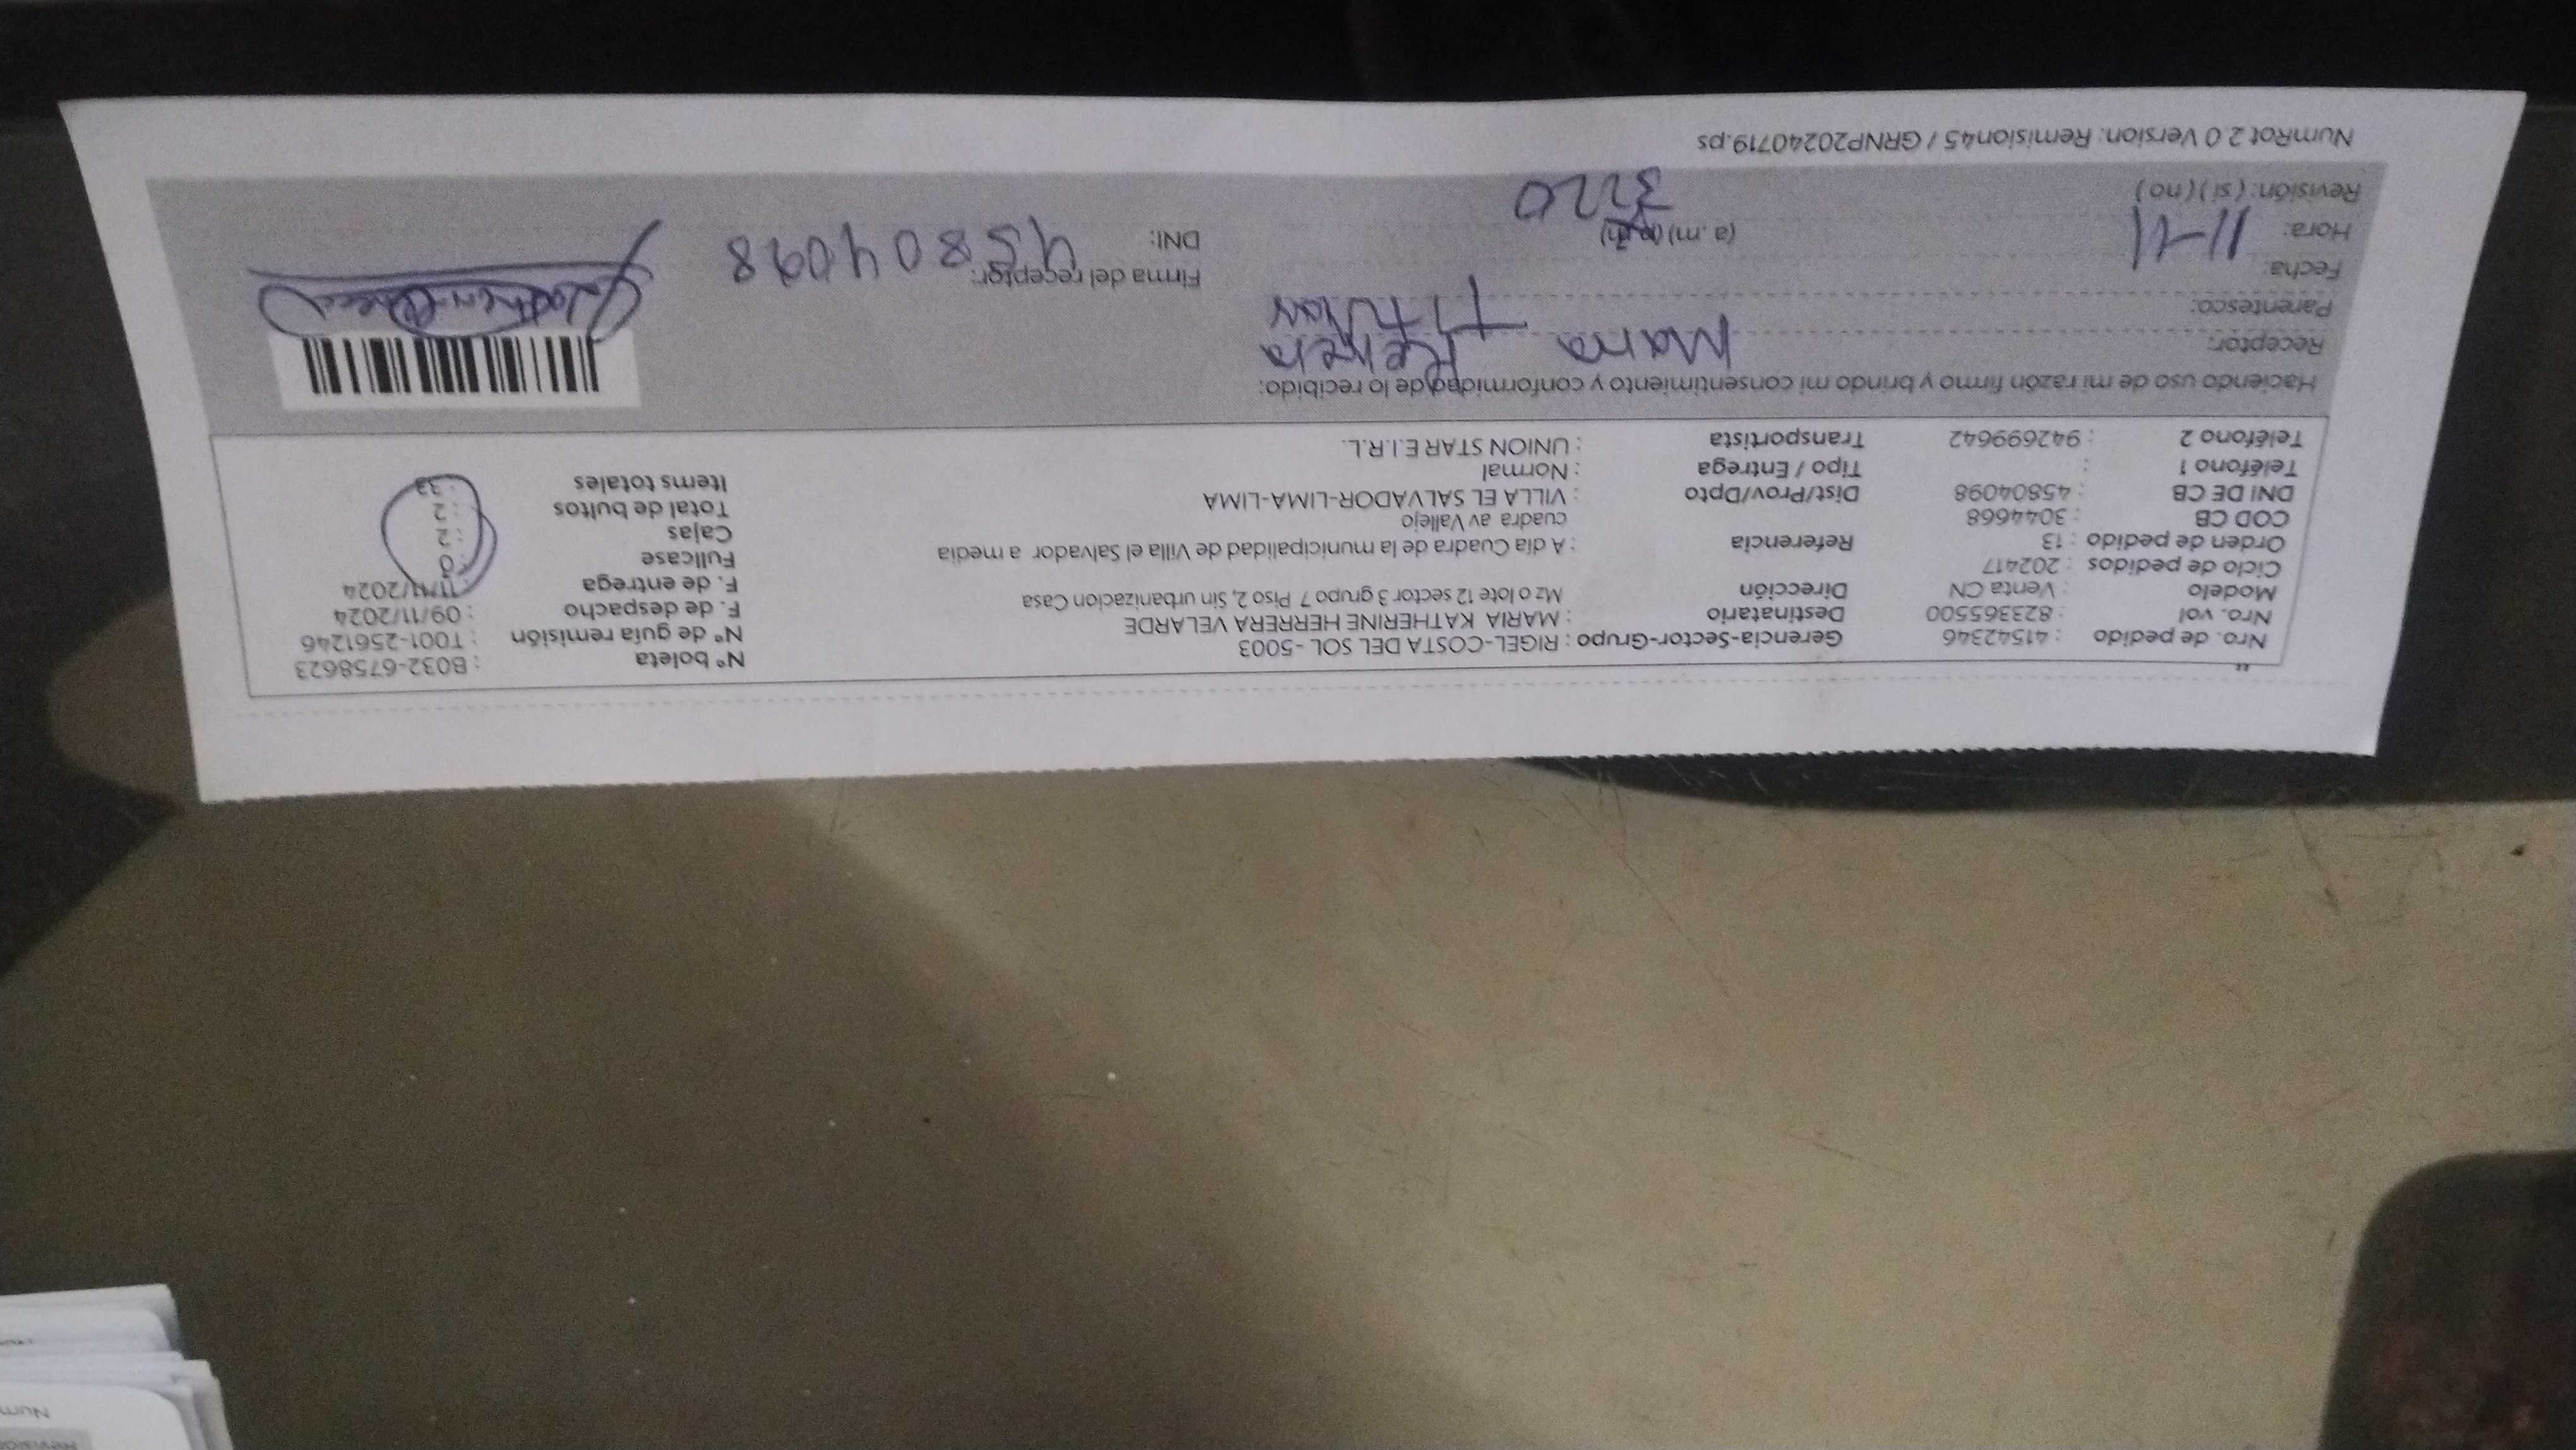 Nro. de pedido : 41542346 Gerencia-Sector-Grupo : RIGEL-COSTA DEL SOL -5003 N° boleta : B032-6758623
Nro. vol : 823365500 Destinatario : MARIA KATHERINE HERRERA VELARDE N° de guía remisión : T001-2561246
Modelo : Venta CN Dirección Mz o lote 12 sector 3 grupo 7 Piso 2, Sin urbanizacion Casa F. de despacho : 09/11/2024
Ciclo de pedidos : 202417 F. de entrega : 11/11/2024
Orden de pedido : 13 Referencia : A día Cuadra de la municipalidad de Villa el Salvador a media Fullcase : 0
COD CB : 3044668 cuadra av Vallejo Cajas : 2
DNI DE CB : 45804098 Dist/Prov/Dpto : VILLA EL SALVADOR-LIMA-LIMA Total de bultos : 2
Teléfono 1 : Tipo / Entrega : Normal Items totales : 33
Teléfono 2 : 942699642 Transportista : UNION STAR E.I.R.L.
Haciendo uso de mi razón firmo y brindo mi consentimiento y conformidad de lo recibido:
Receptor: Maria
Parentesco: Titular
Fecha: 11-11 Firma del receptor:
Hora: (a.m) (p.m) 3:20 DNI: 45804098
Revisión: (si) (no)
NumRot 2.0 Version: Remision45 / GRNP20240719.ps
Num
Revisión